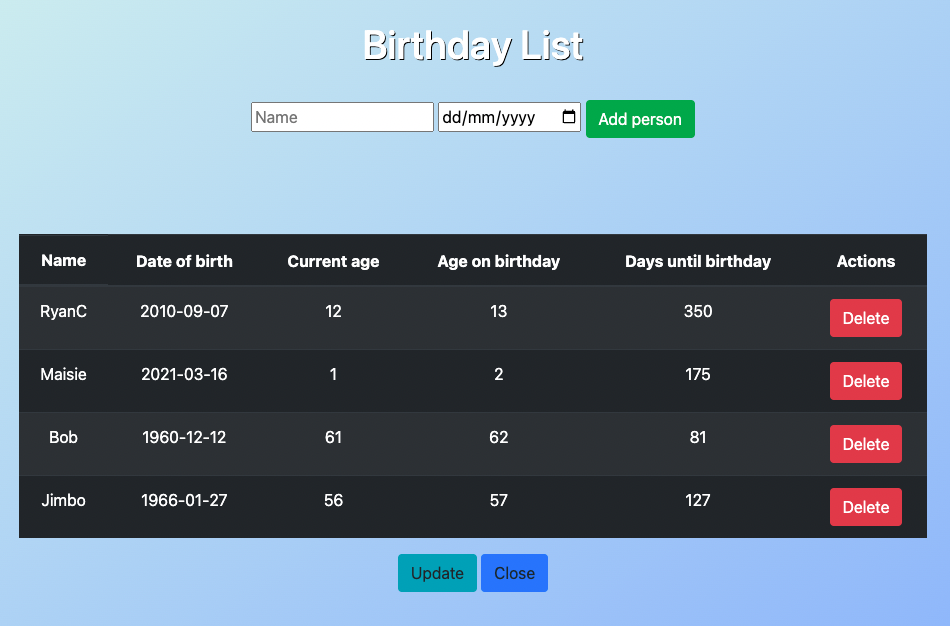 Birthday List
Name dd/mm/yyyy Add person
Name Date of birth Current age Age on birthday Days until birthday Actions
RyanC 2010-09-07 12 13 350 Delete
Maisie 2021-03-16 1 2 175 Delete
Bob 1960-12-12 61 62 81 Delete
Jimbo 1966-01-27 56 57 127 Delete
Update Close